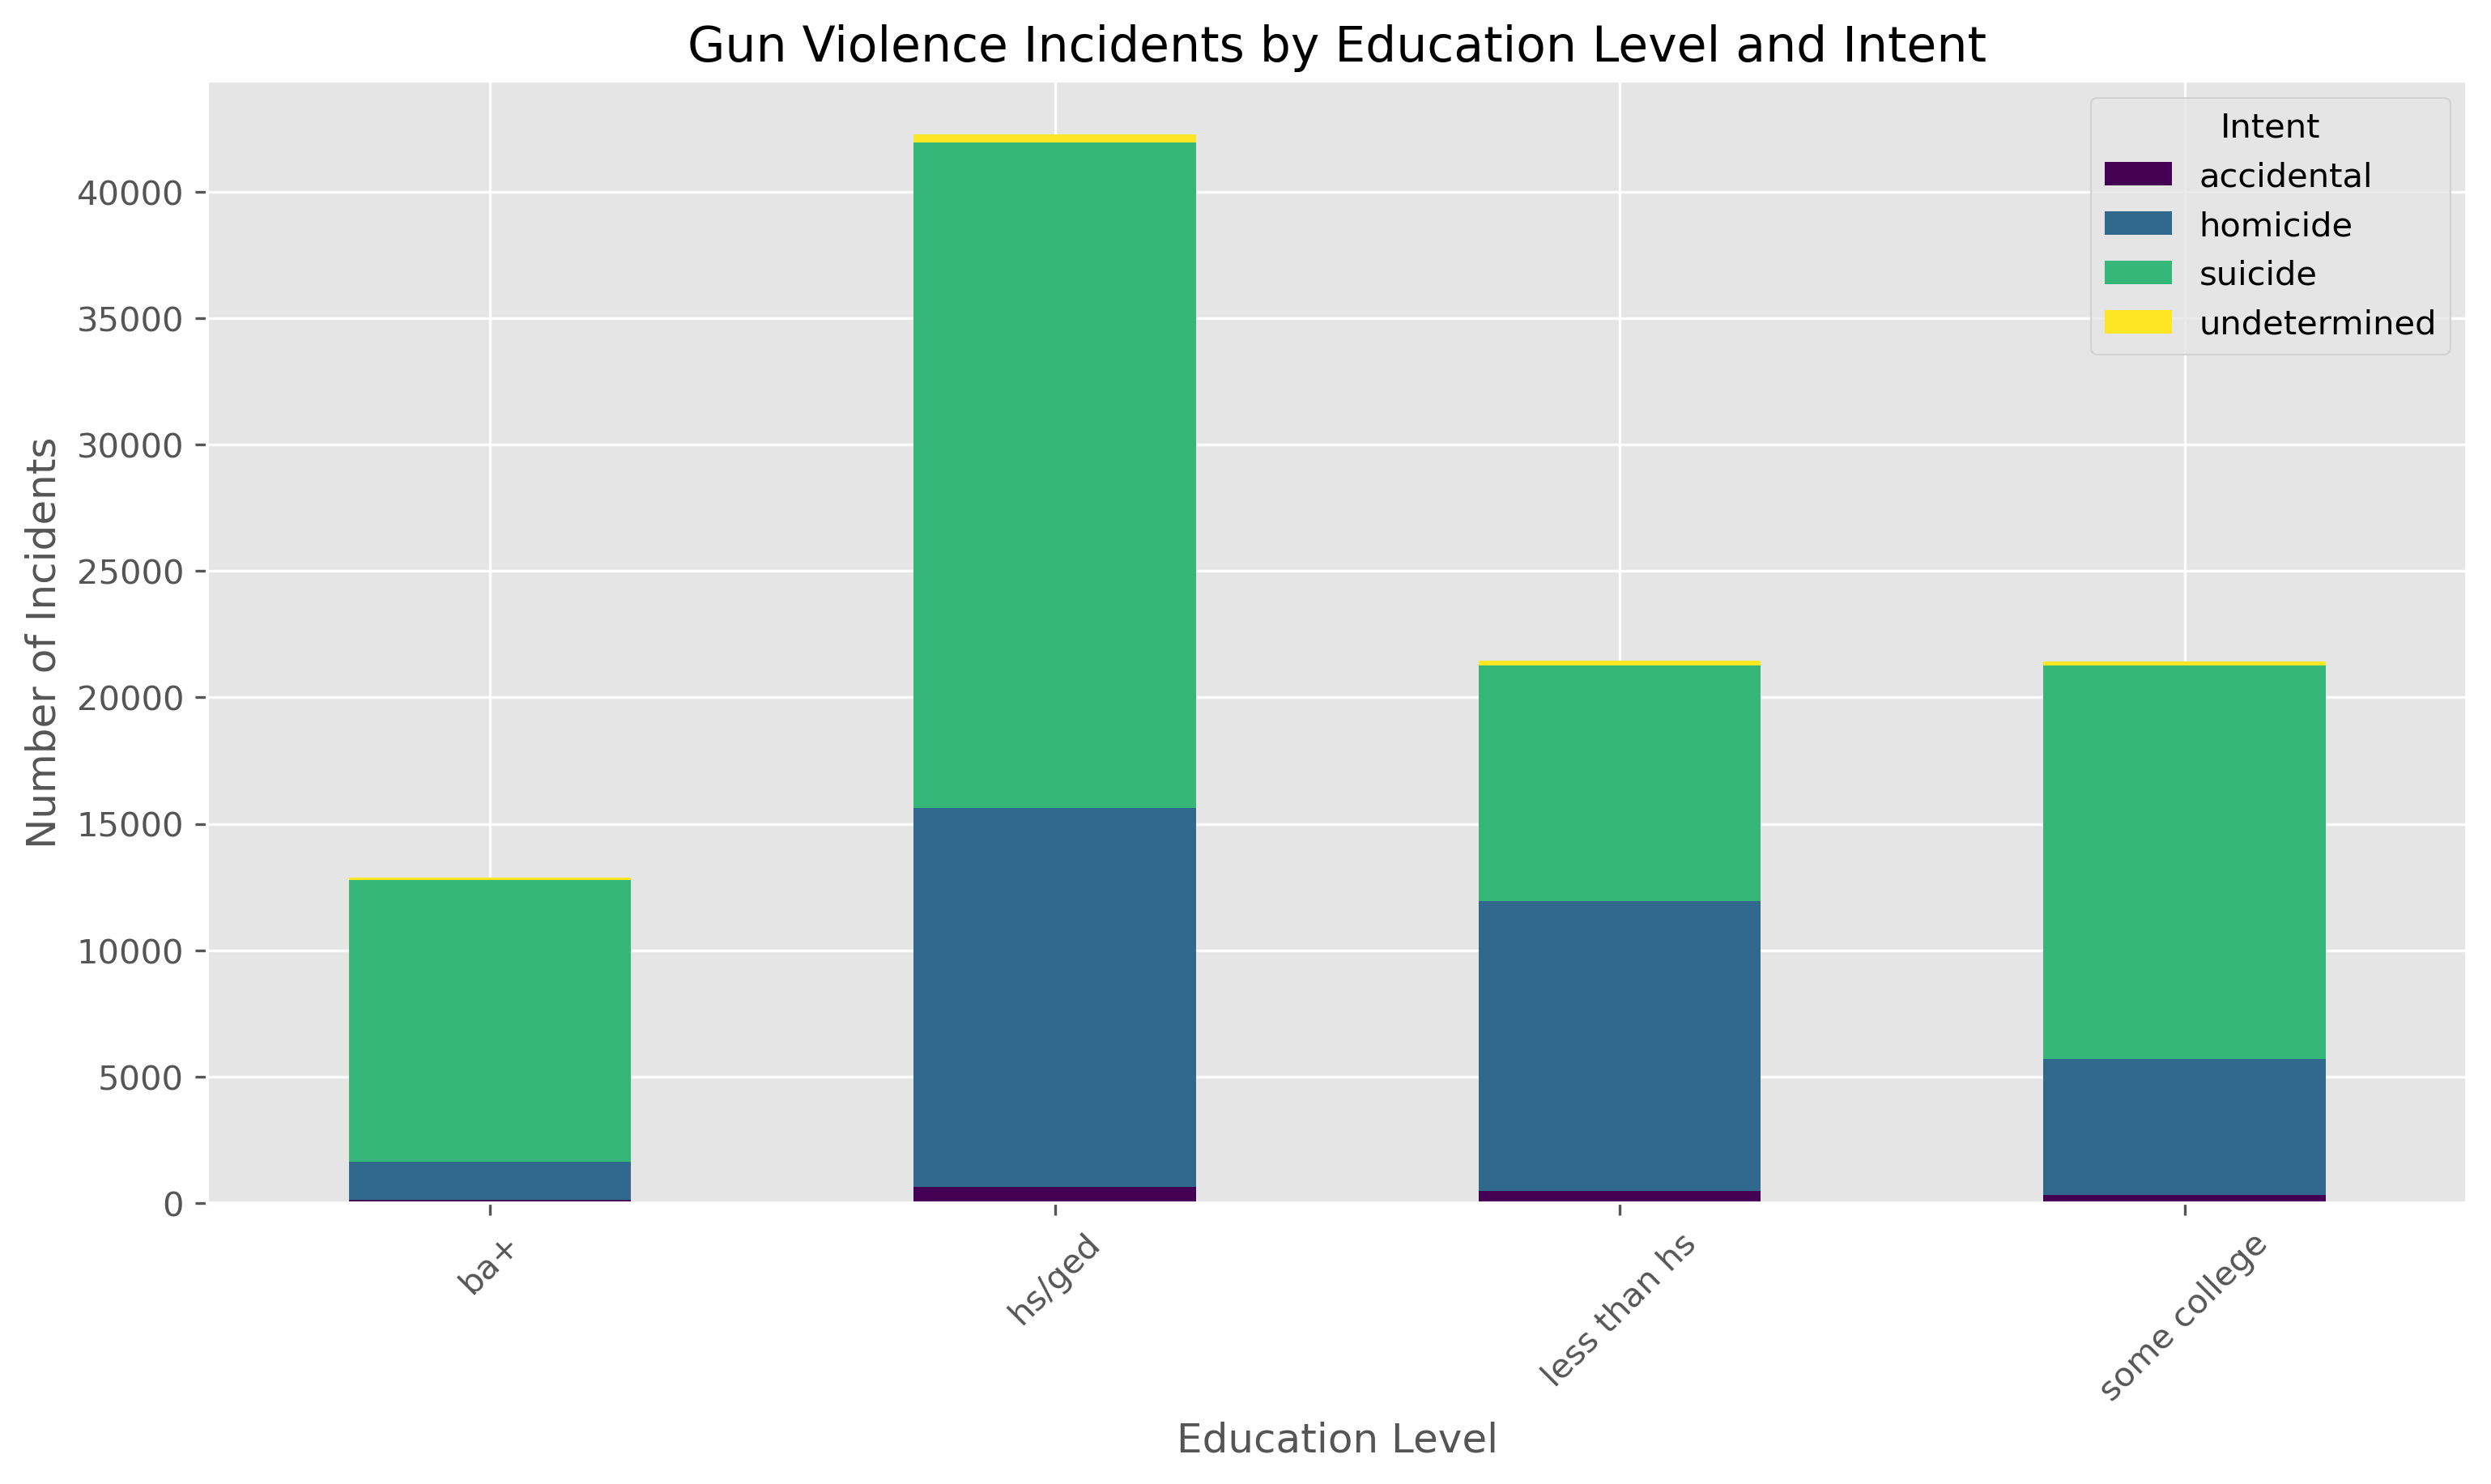 Gun Violence Incidents by Education Level and Intent
Number of Incidents
40000
35000
30000
25000
20000
15000
10000
5000
0
Intent
accidental
homicide
suicide
undetermined
ba+
hs/ged
less than hs
some college
Education Level